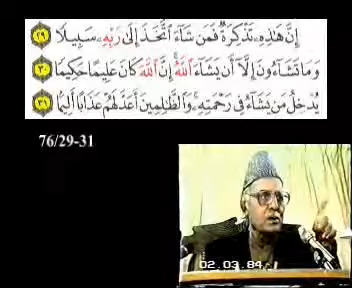 إِنَّ هَٰذِهِۦ تَذْكِرَةٌ فَمَن شَآءَ ٱتَّخَذَ إِلَىٰ رَبِّهِۦ سَبِيلًا ٢٩
وَمَا تَشَآءُونَ إِلَّآ أَن يَشَآءَ ٱللَّهُ إِنَّ ٱللَّهَ كَانَ عَلِيمًا حَكِيمًا ٣٠
يُدْخِلُ مَن يَشَآءُ فِى رَحْمَتِهِۦ وَٱلظَّٰلِمِينَ أَعَدَّ لَهُمْ عَذَابًا أَلِيمًا ٣١
76/29-31
02.03.84